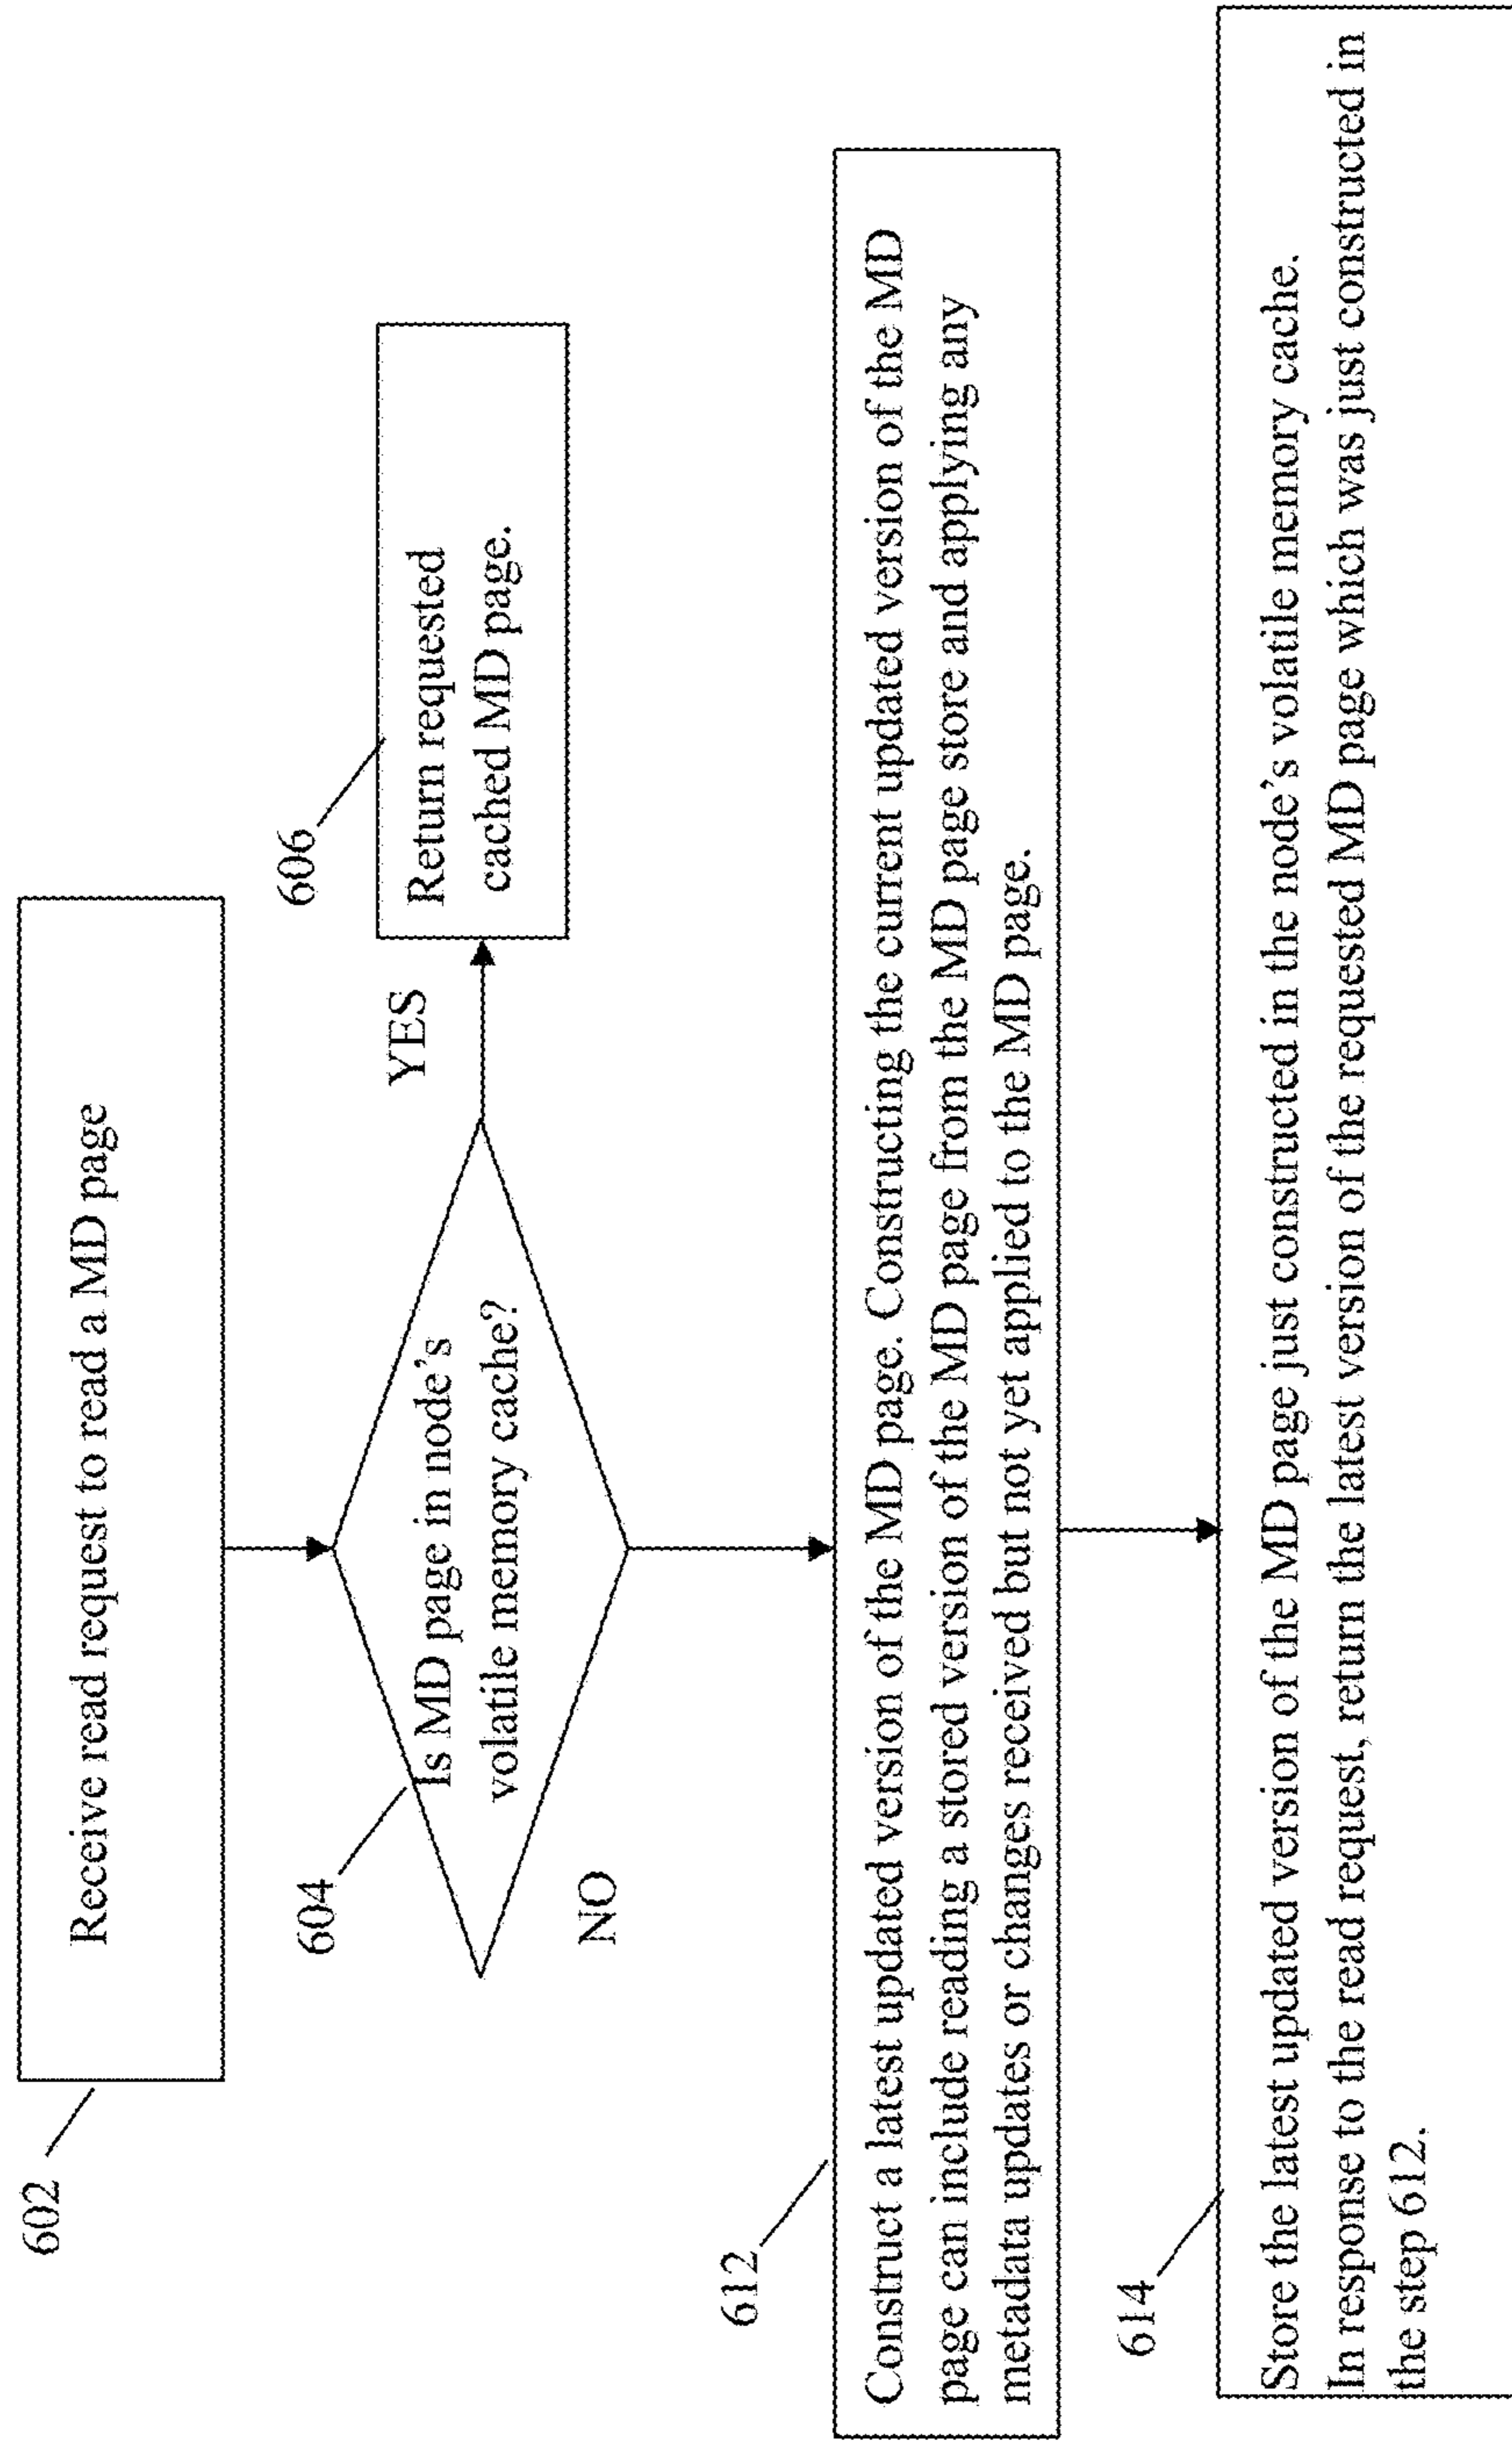 602
Receive read request to read a MD page
604
Is MD page in node's
volatile memory cache?
YES
606
Return requested
cached MD page.
NO
612
Construct a latest updated version of the MD page. Constructing the current updated version of the MD
page can include reading a stored version of the MD page from the MD page store and applying any
metadata updates or changes received but not yet applied to the MD page.
614
Store the latest updated version of the MD page just constructed in the node's volatile memory cache.
In response to the read request, return the latest version of the requested MD page which was just constructed in
the step 612.